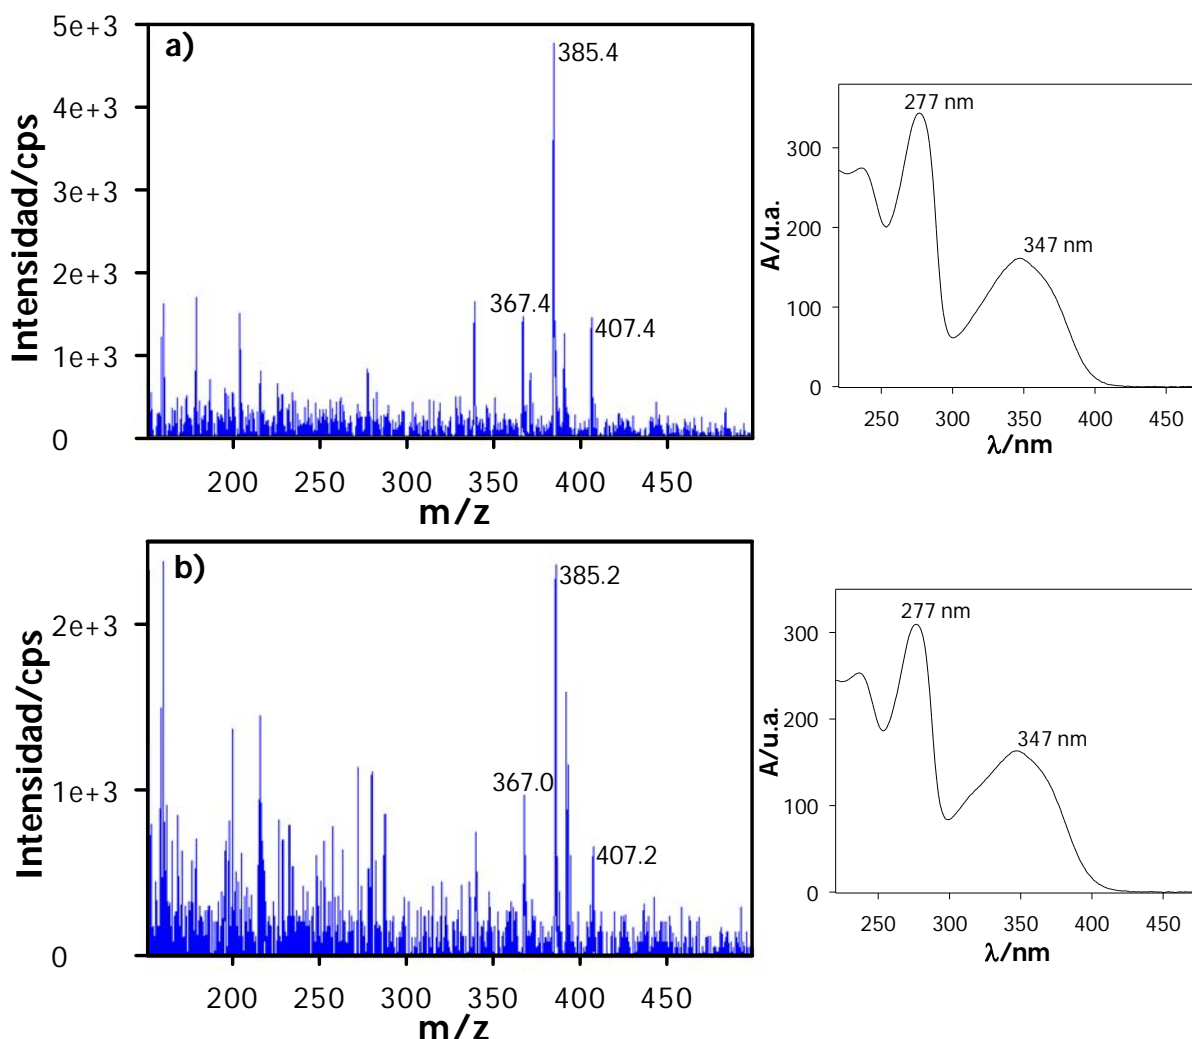 a)
Intensidad/cps
5e+3
4e+3
3e+3
2e+3
1e+3
0
385.4
367.4
407.4
200 250 300 350 400 450
m/z
277 nm
347 nm
A/u.a.
300
200
100
0
250 300 350 400 450
λ/nm
b)
Intensidad/cps
2e+3
1e+3
0
385.2
367.0
407.2
200 250 300 350 400 450
m/z
277 nm
347 nm
A/u.a.
300
200
100
0
250 300 350 400 450
λ/nm